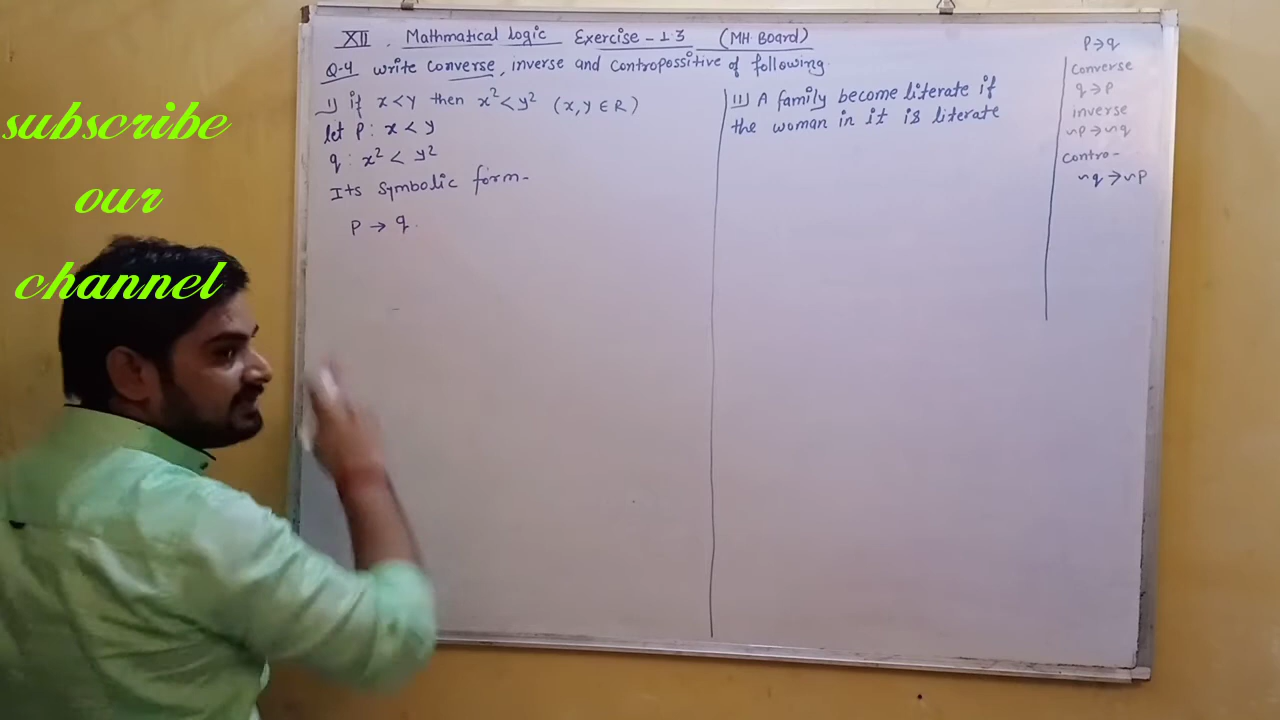 XII . Mathmatical logic Exercise - 1.3 (MH Board)
Q-4 write converse, inverse and contropossitive of following.
I) if x < y then x² < y² (x, y ∈ R)
let P : x < y
q : x² < y²
Its symbolic form-
P → q.
II) A family become literate if
the woman in it is literate
P → q
converse
q → P
inverse
~P → ~q
contro-
~q → ~P
subscribe
our
channel